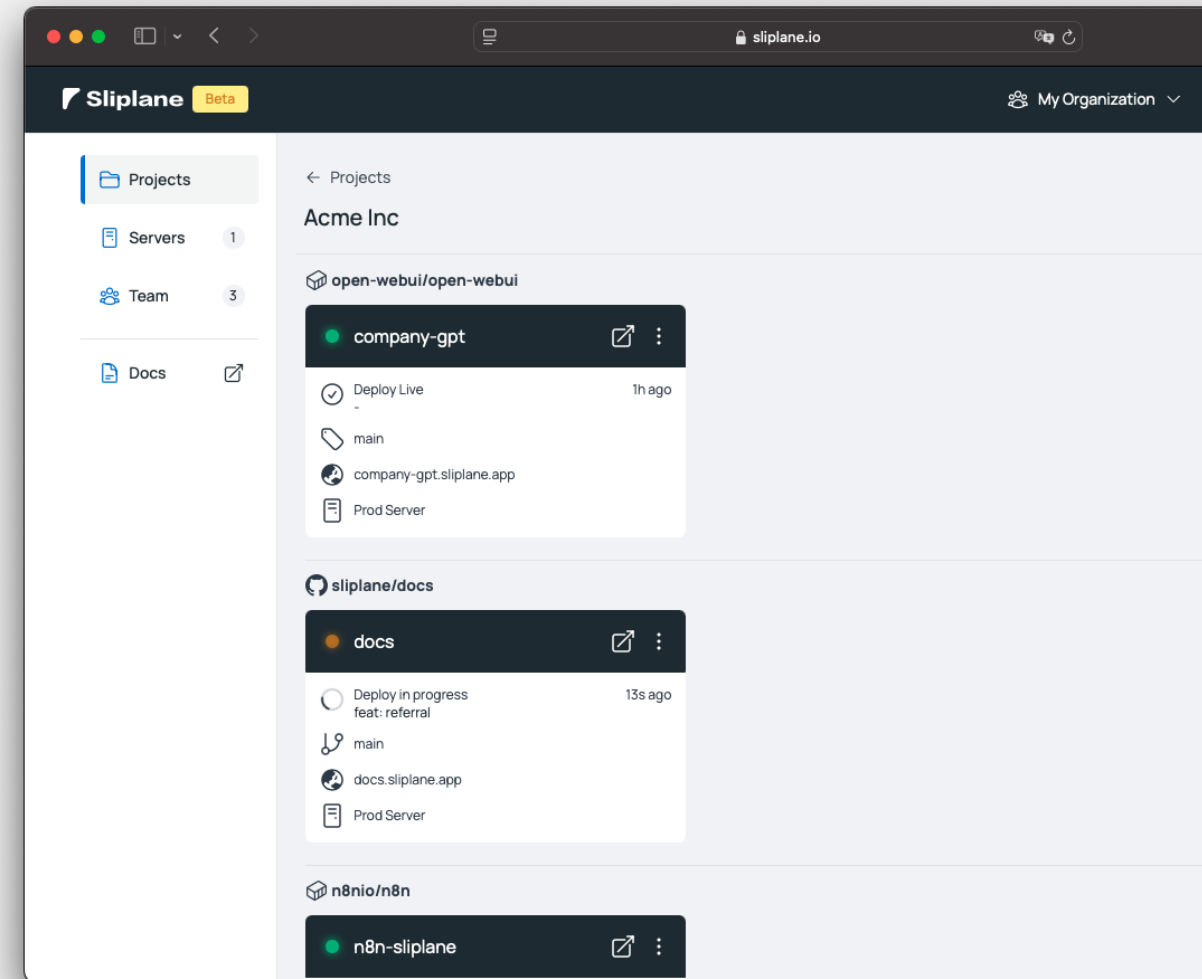 sliplane.io
Sliplane Beta
My Organization
Projects
Servers 1
Team 3
Docs
← Projects
Acme Inc
open-webui/open-webui
company-gpt
Deploy Live 1h ago
-
main
company-gpt.sliplane.app
Prod Server
sliplane/docs
docs
Deploy in progress 13s ago
feat: referral
main
docs.sliplane.app
Prod Server
n8nio/n8n
n8n-sliplane